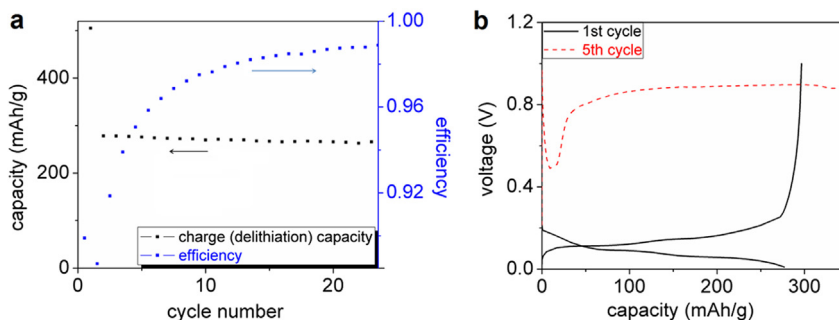 a
capacity (mAh/g)
400
200
0
0
10
20
cycle number
1.00
0.96
0.92
efficiency
charge (delithiation) capacity
efficiency
b
voltage (V)
1.2
0.8
0.4
0.0
0
100
200
300
capacity (mAh/g)
1st cycle
5th cycle